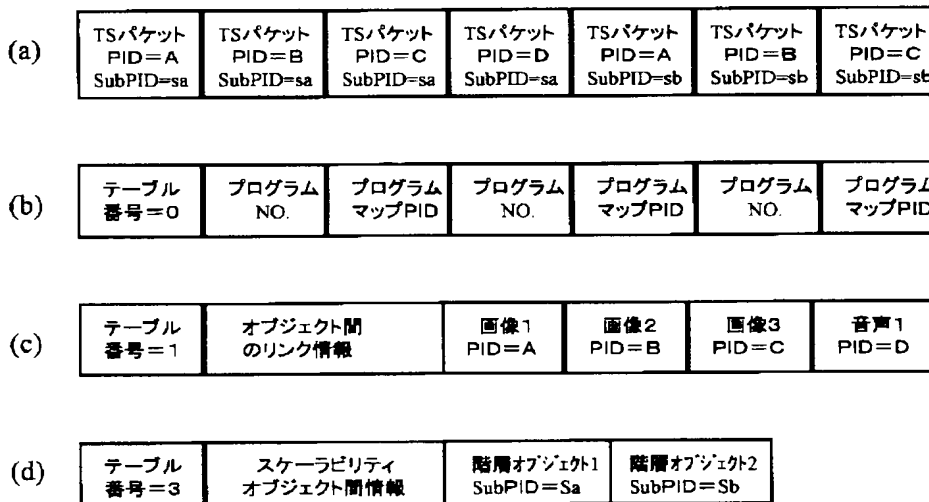 (a)
TSパケット
PID=A
SubPID=sa
TSパケット
PID=B
SubPID=sa
TSパケット
PID=C
SubPID=sa
TSパケット
PID=D
SubPID=sa
TSパケット
PID=A
SubPID=sb
TSパケット
PID=B
SubPID=sb
TSパケット
PID=C
SubPID=sb
(b)
テーブル
番号=0
プログラム
NO.
プログラム
マップPID
プログラム
NO.
プログラム
マップPID
プログラム
NO.
プログラム
マップPID
(c)
テーブル
番号=1
オブジェクト間
のリンク情報
画像1
PID=A
画像2
PID=B
画像3
PID=C
音声1
PID=D
(d)
テーブル
番号=3
スケーラビリティ
オブジェクト間情報
階層オブジェクト1
SubPID=Sa
階層オブジェクト2
SubPID=Sb